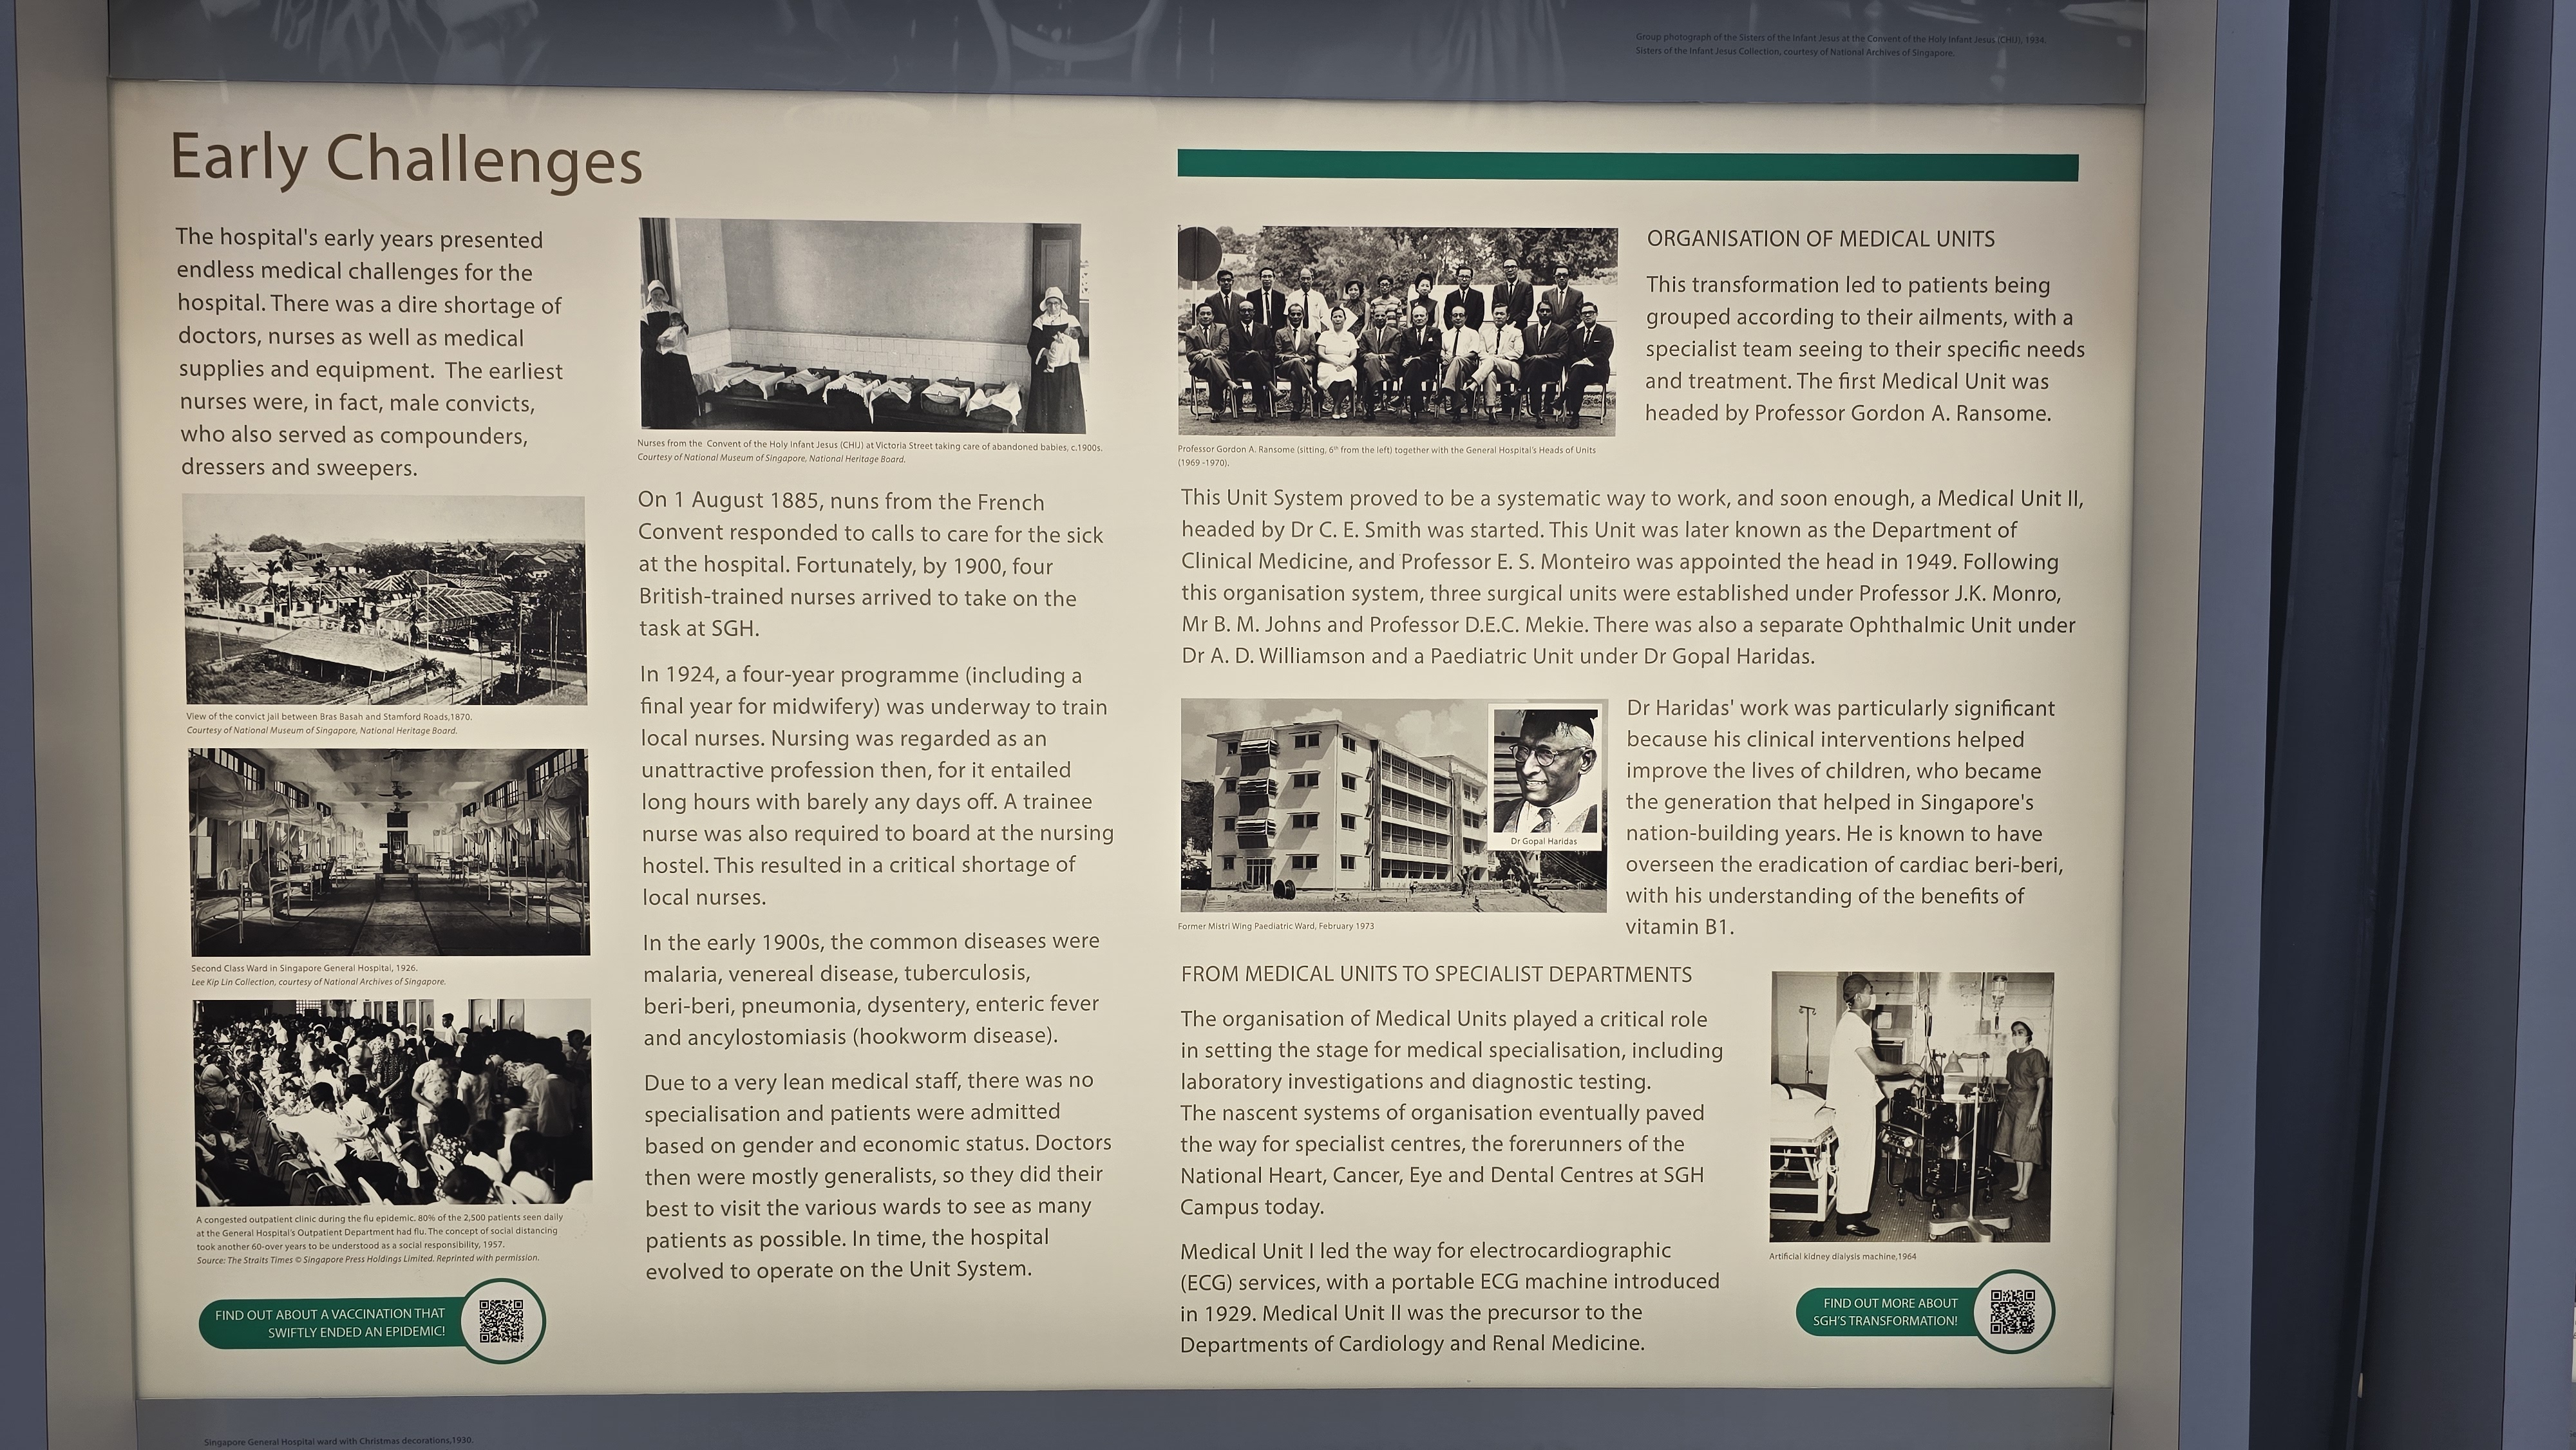 Group photograph of the Sisters of the Infant Jesus at the Convent of the Holy Infant Jesus (CHIJ), 1934.
Sisters of the Infant Jesus Collection, courtesy of National Archives of Singapore.
Early Challenges
The hospital's early years presented
endless medical challenges for the
hospital. There was a dire shortage of
doctors, nurses as well as medical
supplies and equipment. The earliest
nurses were, in fact, male convicts,
who also served as compounders,
dressers and sweepers.
View of the convict jail between Bras Basah and Stamford Roads,1870.
Courtesy of National Museum of Singapore, National Heritage Board.
Second Class Ward in Singapore General Hospital, 1926.
Lee Kip Lin Collection, courtesy of National Archives of Singapore.
A congested outpatient clinic during the flu epidemic. 80% of the 2,500 patients seen daily
at the General Hospital's Outpatient Department had flu. The concept of social distancing
took another 60-over years to be understood as a social responsibility, 1957.
Source: The Straits Times © Singapore Press Holdings Limited. Reprinted with permission.
FIND OUT ABOUT A VACCINATION THAT
SWIFTLY ENDED AN EPIDEMIC!
Nurses from the Convent of the Holy Infant Jesus (CHIJ) at Victoria Street taking care of abandoned babies, c.1900s.
Courtesy of National Museum of Singapore, National Heritage Board.
On 1 August 1885, nuns from the French
Convent responded to calls to care for the sick
at the hospital. Fortunately, by 1900, four
British-trained nurses arrived to take on the
task at SGH.
In 1924, a four-year programme (including a
final year for midwifery) was underway to train
local nurses. Nursing was regarded as an
unattractive profession then, for it entailed
long hours with barely any days off. A trainee
nurse was also required to board at the nursing
hostel. This resulted in a critical shortage of
local nurses.
In the early 1900s, the common diseases were
malaria, venereal disease, tuberculosis,
beri-beri, pneumonia, dysentery, enteric fever
and ancylostomiasis (hookworm disease).
Due to a very lean medical staff, there was no
specialisation and patients were admitted
based on gender and economic status. Doctors
then were mostly generalists, so they did their
best to visit the various wards to see as many
patients as possible. In time, the hospital
evolved to operate on the Unit System.
Professor Gordon A. Ransome (sitting, 6th from the left) together with the General Hospital's Heads of Units
(1969 -1970).
ORGANISATION OF MEDICAL UNITS
This transformation led to patients being
grouped according to their ailments, with a
specialist team seeing to their specific needs
and treatment. The first Medical Unit was
headed by Professor Gordon A. Ransome.
This Unit System proved to be a systematic way to work, and soon enough, a Medical Unit II,
headed by Dr C. E. Smith was started. This Unit was later known as the Department of
Clinical Medicine, and Professor E. S. Monteiro was appointed the head in 1949. Following
this organisation system, three surgical units were established under Professor J.K. Monro,
Mr B. M. Johns and Professor D.E.C. Mekie. There was also a separate Ophthalmic Unit under
Dr A. D. Williamson and a Paediatric Unit under Dr Gopal Haridas.
Dr Gopal Haridas
Former Mistri Wing Paediatric Ward, February 1973
Dr Haridas' work was particularly significant
because his clinical interventions helped
improve the lives of children, who became
the generation that helped in Singapore's
nation-building years. He is known to have
overseen the eradication of cardiac beri-beri,
with his understanding of the benefits of
vitamin B1.
FROM MEDICAL UNITS TO SPECIALIST DEPARTMENTS
The organisation of Medical Units played a critical role
in setting the stage for medical specialisation, including
laboratory investigations and diagnostic testing.
The nascent systems of organisation eventually paved
the way for specialist centres, the forerunners of the
National Heart, Cancer, Eye and Dental Centres at SGH
Campus today.
Medical Unit I led the way for electrocardiographic
(ECG) services, with a portable ECG machine introduced
in 1929. Medical Unit II was the precursor to the
Departments of Cardiology and Renal Medicine.
Artificial kidney dialysis machine,1964
FIND OUT MORE ABOUT
SGH'S TRANSFORMATION!
Singapore General Hospital ward with Christmas decorations,1930.